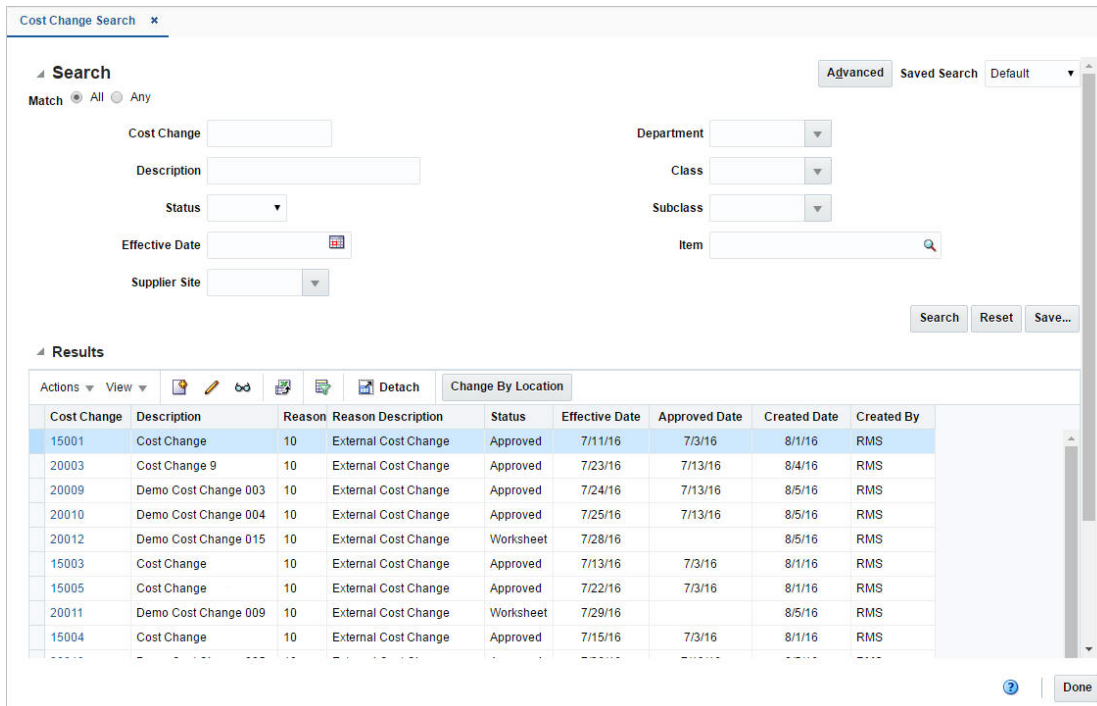 Cost Change Search ×
Search
Advanced Saved Search Default
Match All Any
Cost Change Department
Description Class
Status Subclass
Effective Date Item
Supplier Site
Search Reset Save...
Results
Actions View Detach Change By Location
Cost Change Description Reason Reason Description Status Effective Date Approved Date Created Date Created By
15001 Cost Change 10 External Cost Change Approved 7/11/16 7/3/16 8/1/16 RMS
20003 Cost Change 9 10 External Cost Change Approved 7/23/16 7/13/16 8/4/16 RMS
20009 Demo Cost Change 003 10 External Cost Change Approved 7/24/16 7/13/16 8/5/16 RMS
20010 Demo Cost Change 004 10 External Cost Change Approved 7/25/16 7/13/16 8/5/16 RMS
20012 Demo Cost Change 015 10 External Cost Change Worksheet 7/28/16 8/5/16 RMS
15003 Cost Change 10 External Cost Change Approved 7/13/16 7/3/16 8/1/16 RMS
15005 Cost Change 10 External Cost Change Approved 7/22/16 7/3/16 8/1/16 RMS
20011 Demo Cost Change 009 10 External Cost Change Worksheet 7/29/16 8/5/16 RMS
15004 Cost Change 10 External Cost Change Approved 7/15/16 7/3/16 8/1/16 RMS
? Done